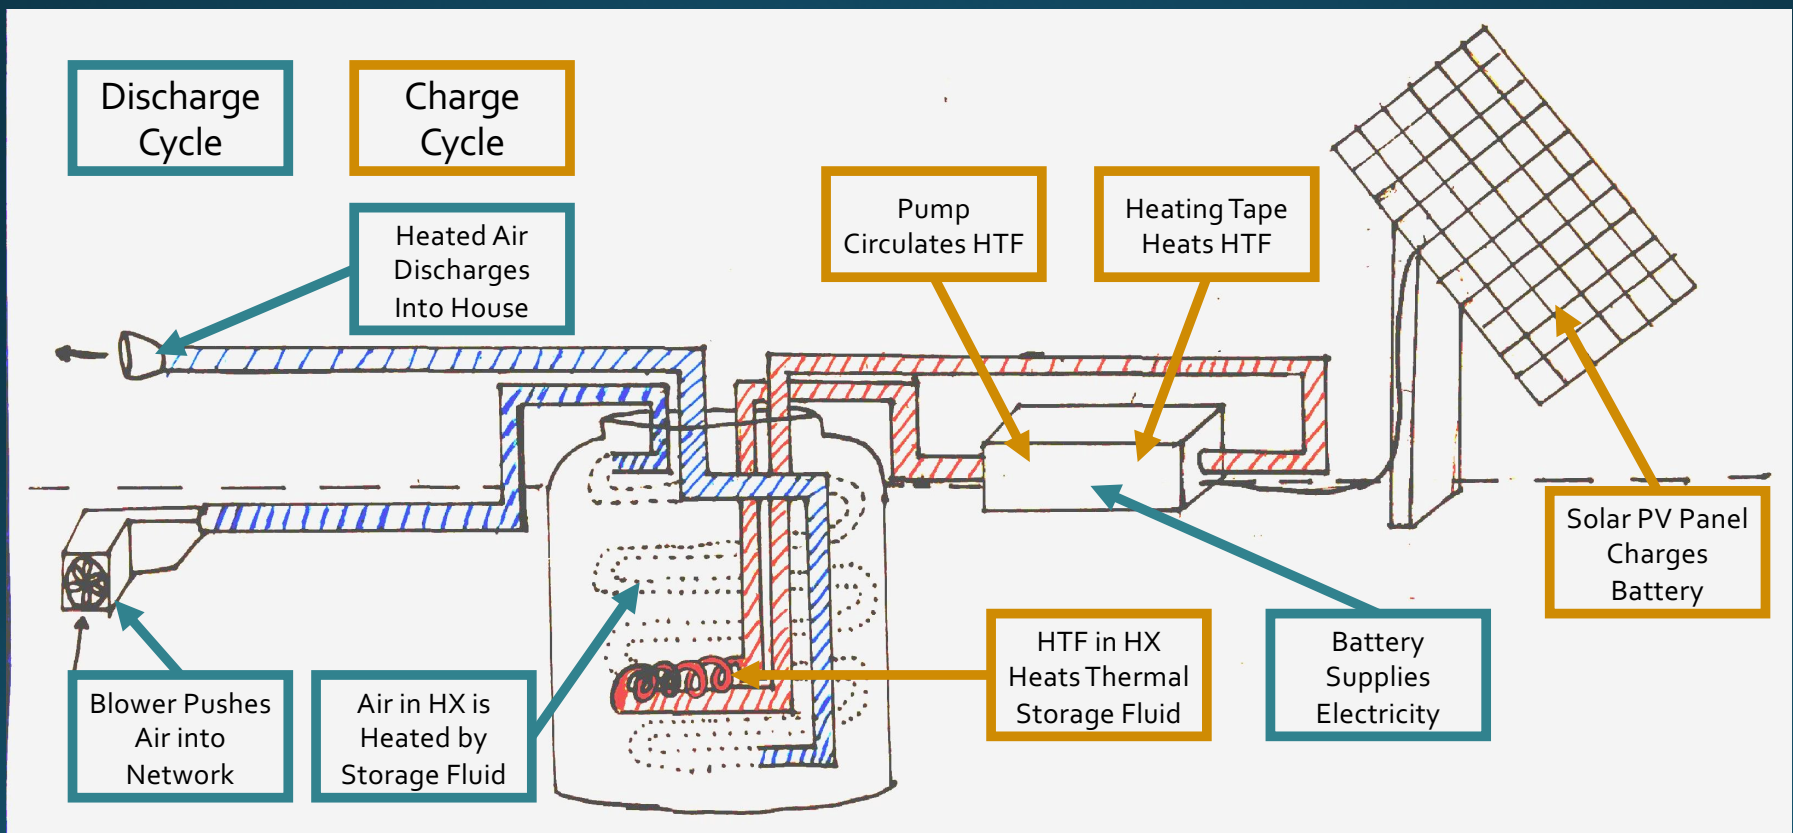 Discharge
Cycle
Charge
Cycle
Heated Air
Discharges
Into House
Pump
Circulates HTF
Heating Tape
Heats HTF
Solar PV Panel
Charges
Battery
Blower Pushes
Air into
Network
Air in HX is
Heated by
Storage Fluid
HTF in HX
Heats Thermal
Storage Fluid
Battery
Supplies
Electricity